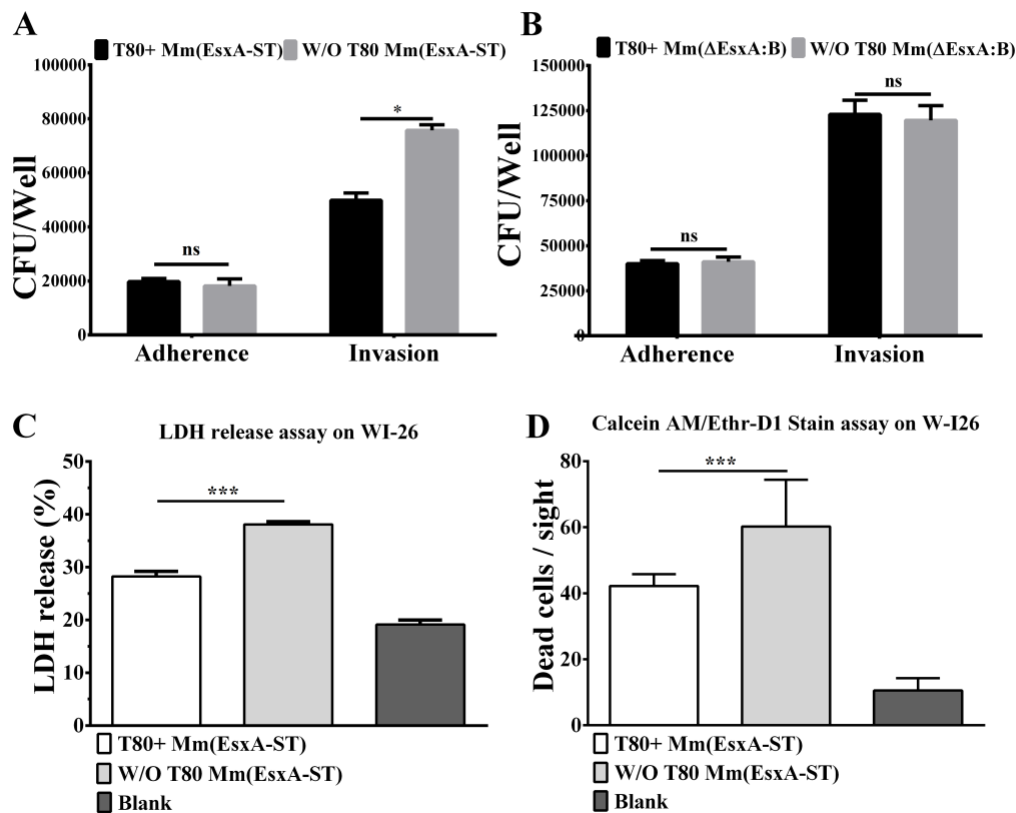 A
T80+ Mm(EsxA-ST) W/O T80 Mm(EsxA-ST)
CFU/Well
100000
80000
60000
40000
20000
0
ns
*
Adherence Invasion
B
T80+ Mm(ΔEsxA:B) W/O T80 Mm(ΔEsxA:B)
CFU/Well
150000
125000
100000
75000
50000
25000
0
ns
ns
Adherence Invasion
C
LDH release assay on WI-26
LDH release (%)
50
40
30
20
10
0
***
T80+ Mm(EsxA-ST)
W/O T80 Mm(EsxA-ST)
Blank
D
Calcein AM/Ethr-D1 Stain assay on W-I26
Dead cells / sight
80
60
40
20
0
***
T80+ Mm(EsxA-ST)
W/O T80 Mm(EsxA-ST)
Blank